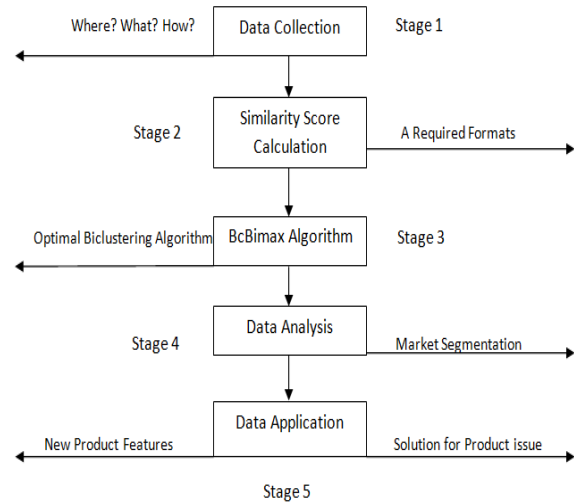 Where? What? How?
Data Collection
Stage 1
Stage 2
Similarity Score
Calculation
A Required Formats
Optimal Biclustering Algorithm
BcBimax Algorithm
Stage 3
Data Analysis
Stage 4
Market Segmentation
Data Application
New Product Features
Solution for Product issue
Stage 5